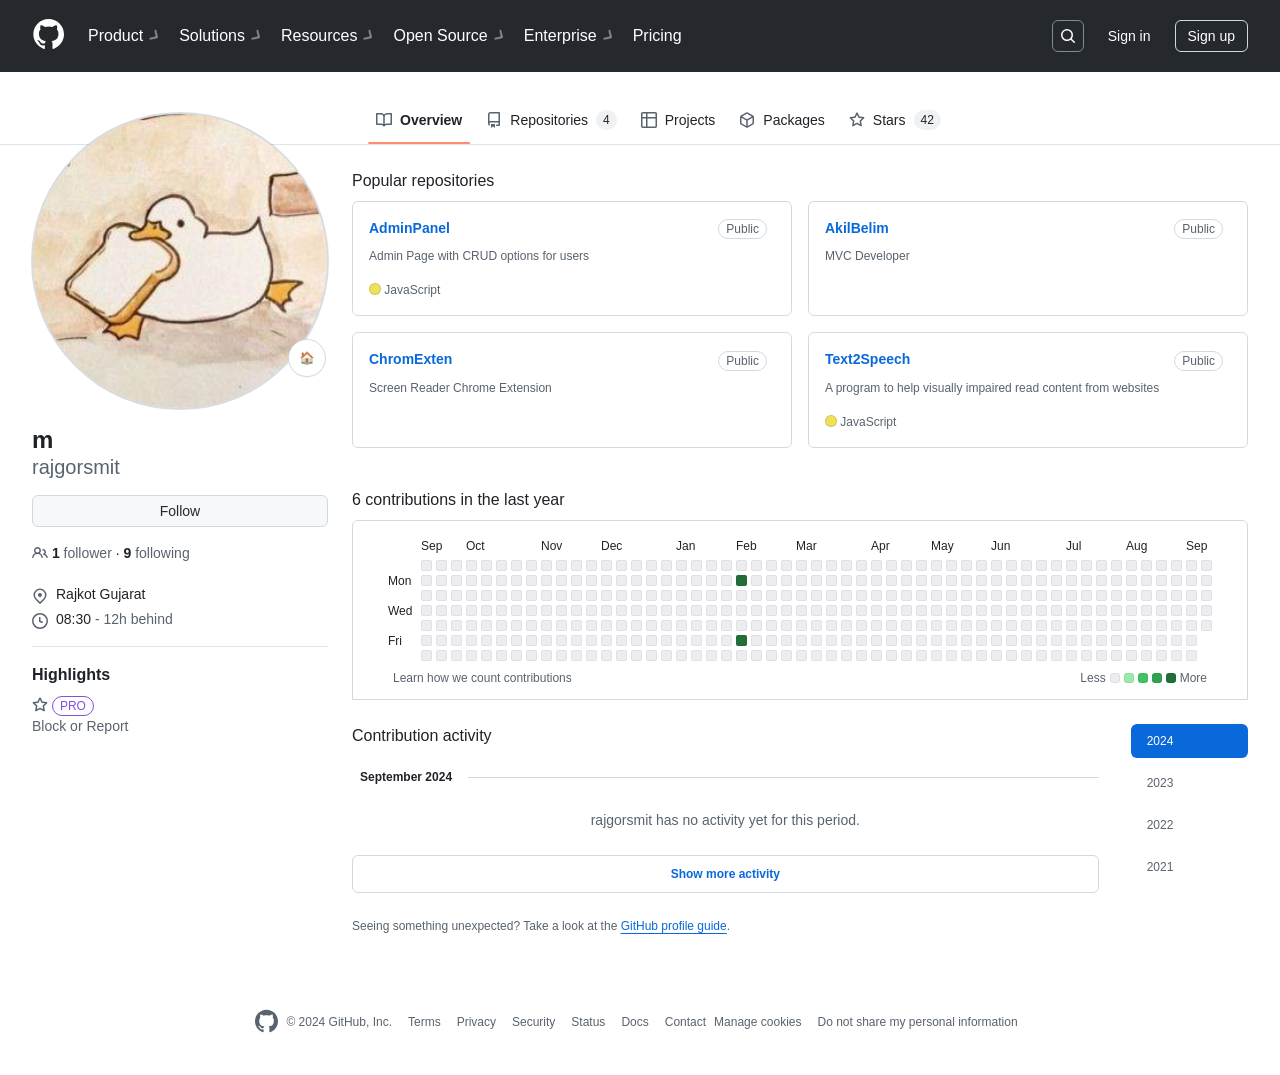 Product Solutions Resources Open Source Enterprise Pricing Sign in Sign up
Overview Repositories 4 Projects Packages Stars 42
m
rajgorsmit
Follow
1 follower · 9 following
Rajkot Gujarat
08:30 - 12h behind
Highlights
PRO
Block or Report
Popular repositories
AdminPanel Public
Admin Page with CRUD options for users
JavaScript
AkilBelim Public
MVC Developer
ChromExten Public
Screen Reader Chrome Extension
Text2Speech Public
A program to help visually impaired read content from websites
JavaScript
6 contributions in the last year
Sep Oct Nov Dec Jan Feb Mar Apr May Jun Jul Aug Sep
Mon
Wed
Fri
Learn how we count contributions Less More
Contribution activity
2024
2023
2022
2021
September 2024
rajgorsmit has no activity yet for this period.
Show more activity
Seeing something unexpected? Take a look at the GitHub profile guide.
© 2024 GitHub, Inc. Terms Privacy Security Status Docs Contact Manage cookies Do not share my personal information